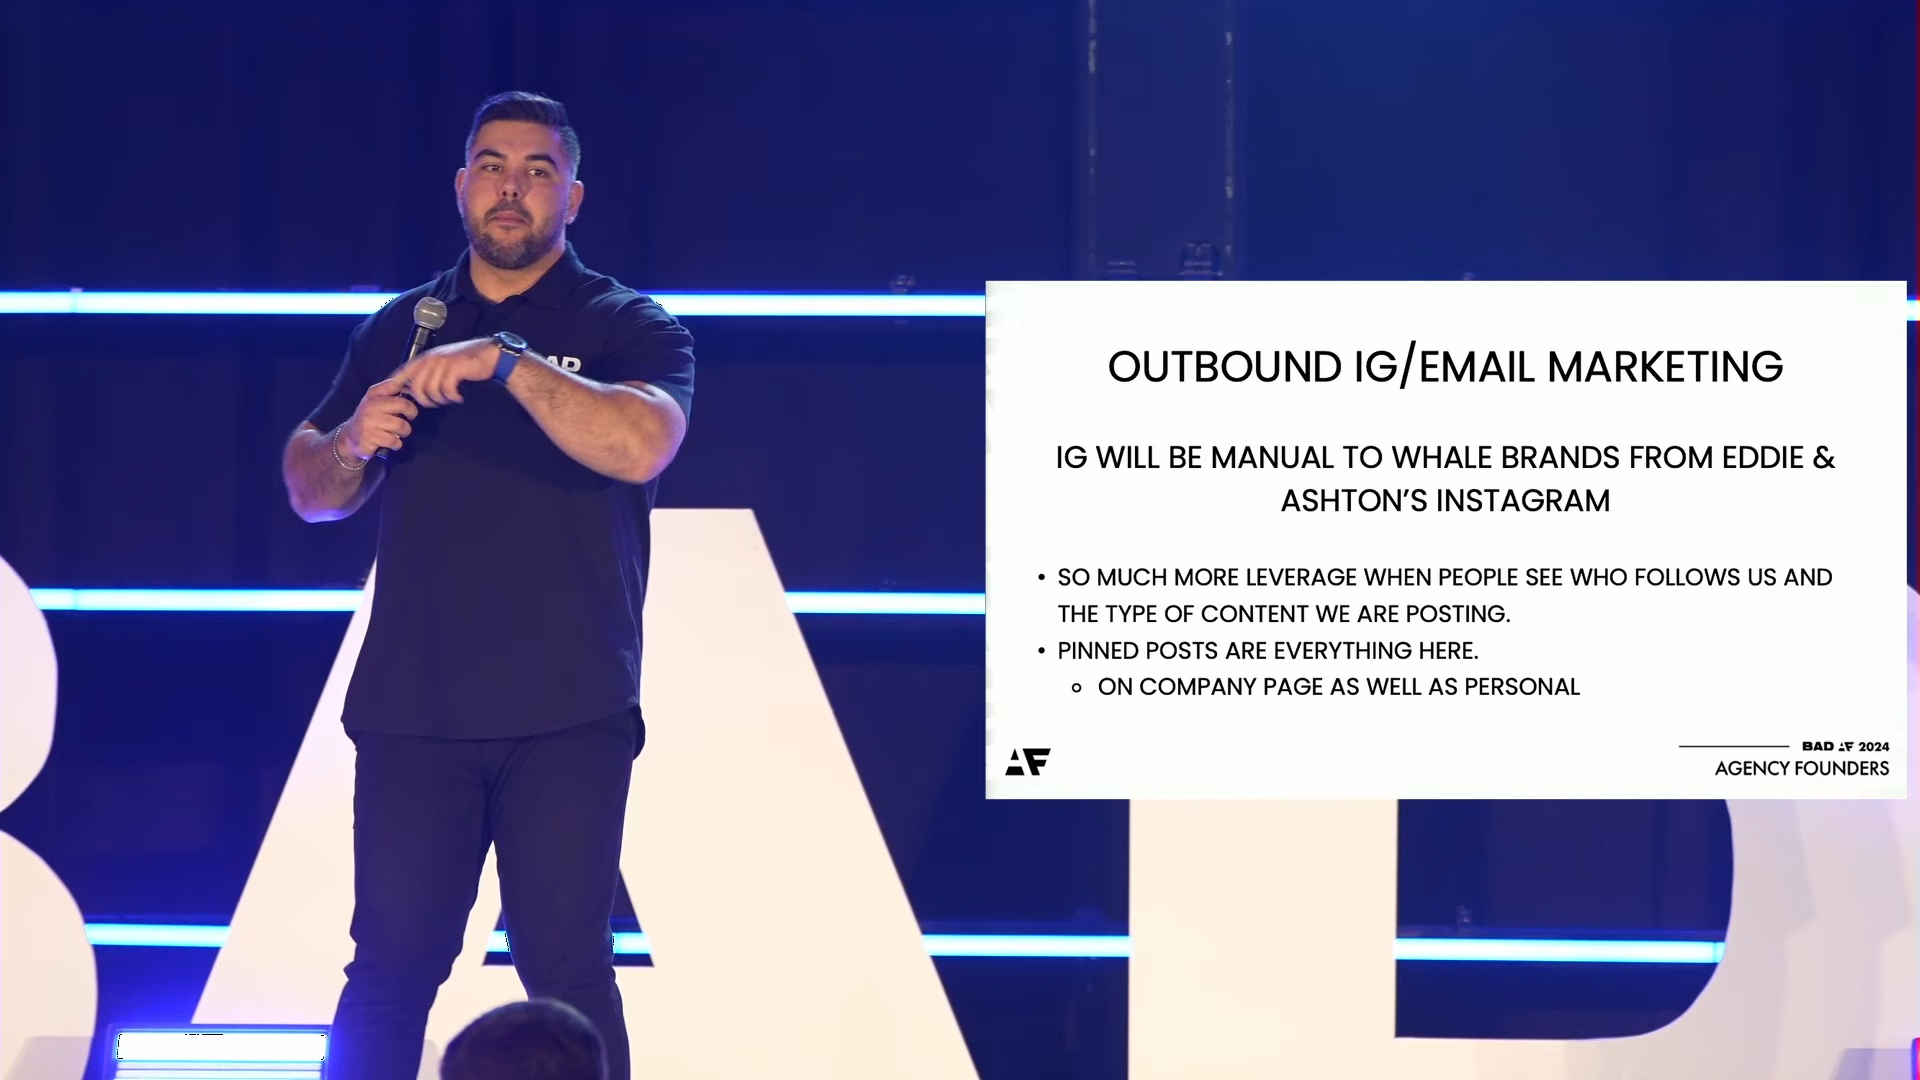 OUTBOUND IG/EMAIL MARKETING
IG WILL BE MANUAL TO WHALE BRANDS FROM EDDIE &
ASHTON’S INSTAGRAM
• SO MUCH MORE LEVERAGE WHEN PEOPLE SEE WHO FOLLOWS US AND
THE TYPE OF CONTENT WE ARE POSTING.
• PINNED POSTS ARE EVERYTHING HERE.
ON COMPANY PAGE AS WELL AS PERSONAL
AF
BAD AF 2024
AGENCY FOUNDERS
BAD